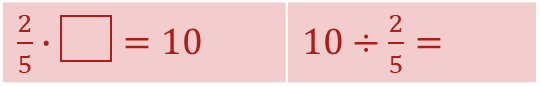 2/5 · □ = 10
10 ÷ 2/5 =